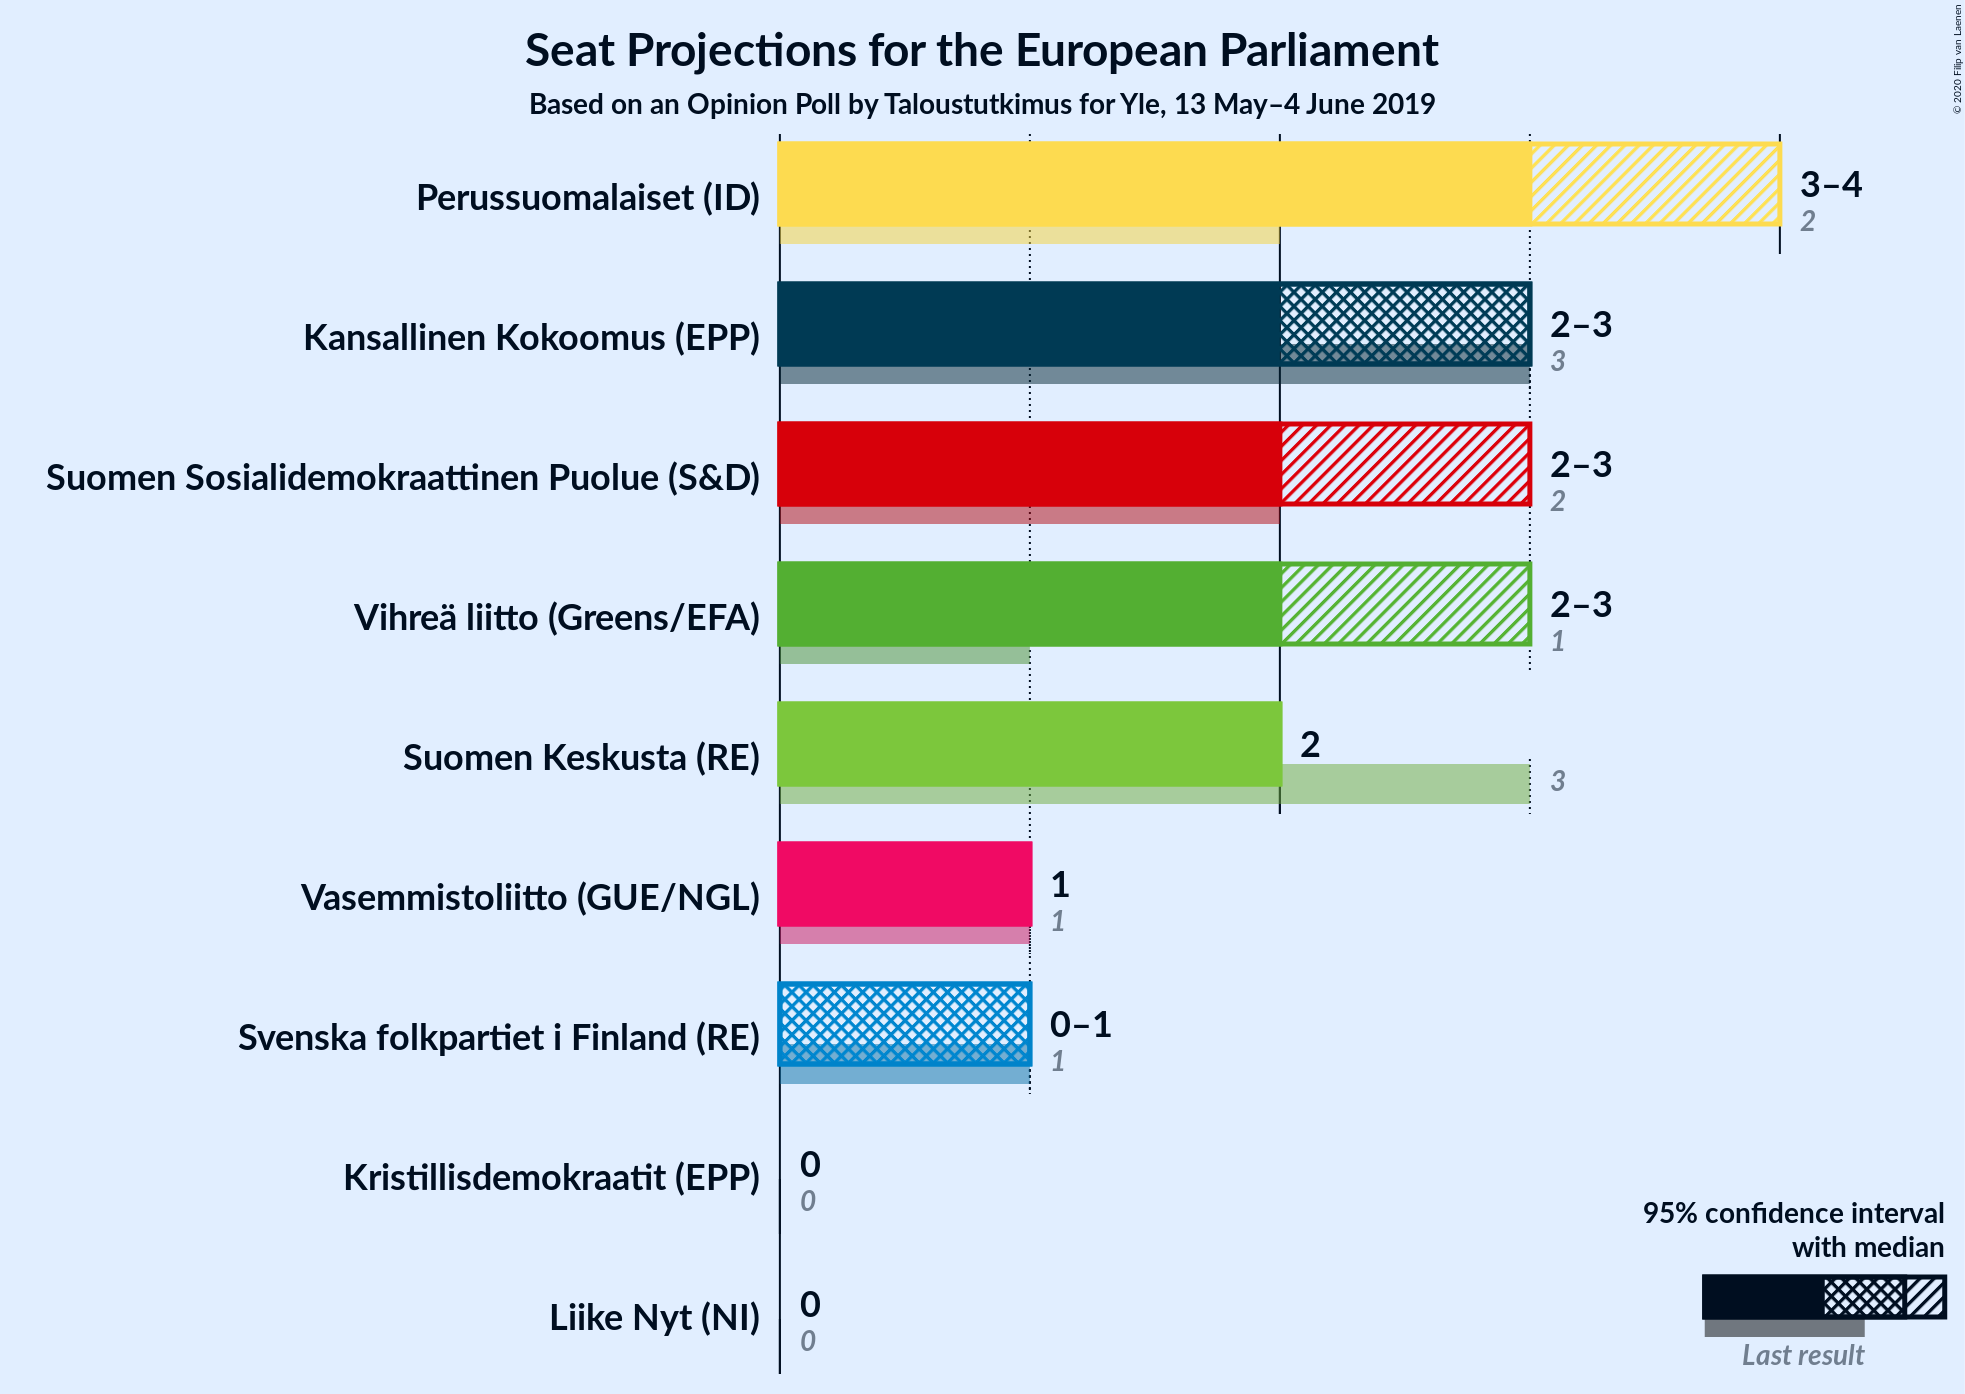 Seat Projections for the European Parliament
Based on an Opinion Poll by Taloustutkimus for Yle, 13 May–4 June 2019
© 2020 Filip van Laenen
Perussuomalaiset (ID)
3–4
2
Kansallinen Kokoomus (EPP)
2–3
3
Suomen Sosialidemokraattinen Puolue (S&D)
2–3
2
Vihreä liitto (Greens/EFA)
2–3
1
Suomen Keskusta (RE)
2
3
Vasemmistoliitto (GUE/NGL)
1
1
Svenska folkpartiet i Finland (RE)
0–1
1
Kristillisdemokraatit (EPP)
0
0
Liike Nyt (NI)
0
0
95% confidence interval
with median
Last result